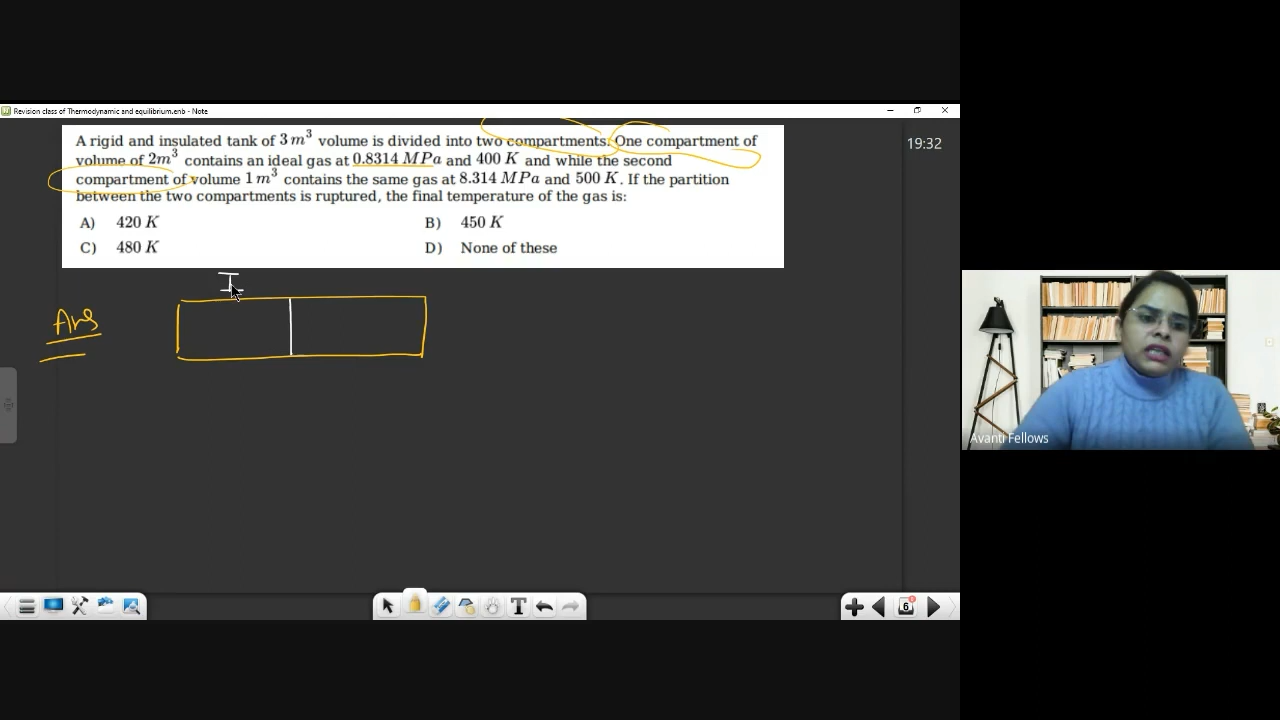 Revision class of Thermodynamic and equilibrium.enb - Note
A rigid and insulated tank of 3 m³ volume is divided into two compartments. One compartment of
volume of 2m³ contains an ideal gas at 0.8314 MPa and 400 K and while the second
compartment of volume 1 m³ contains the same gas at 8.314 MPa and 500 K. If the partition
between the two compartments is ruptured, the final temperature of the gas is:
A) 420 K B) 450 K
C) 480 K D) None of these
19:32
I
Ans
Avanti Fellows
T
6